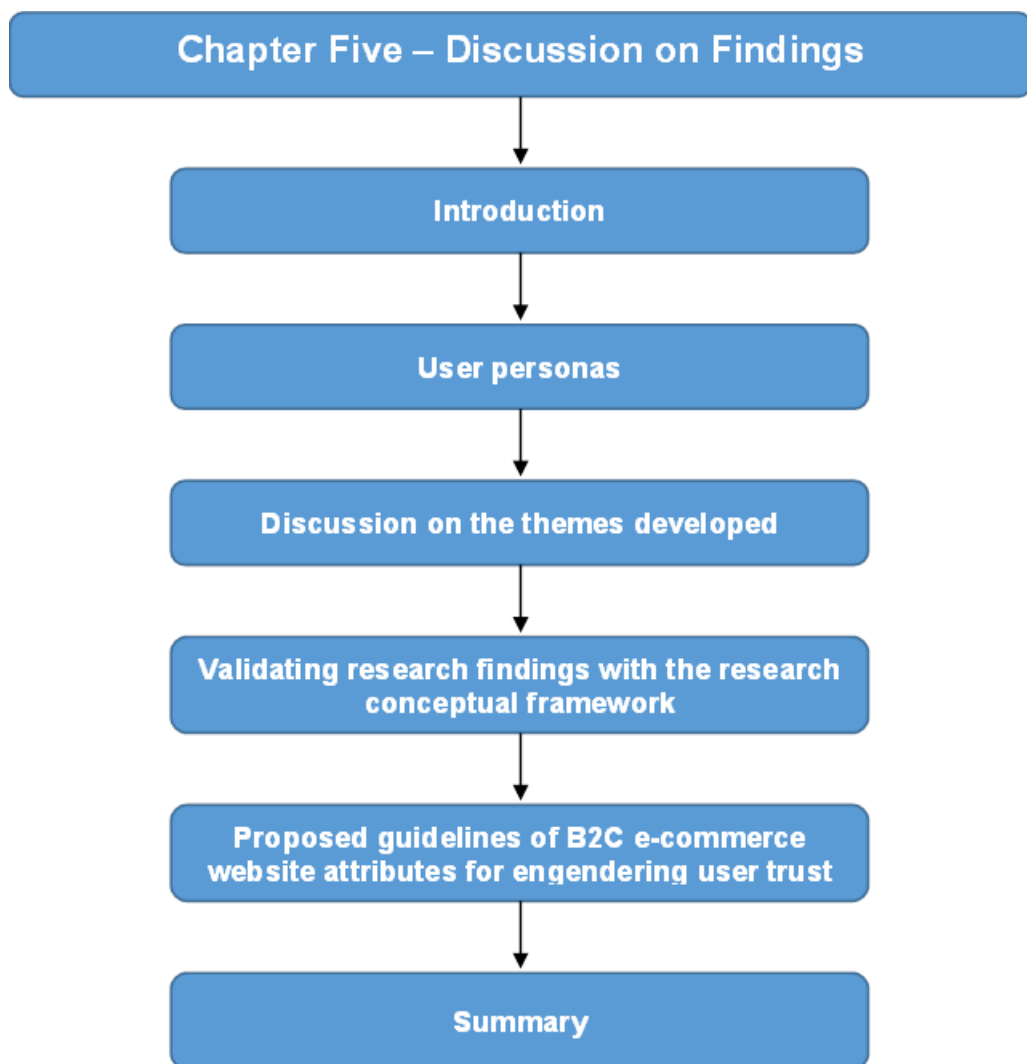 Chapter Five – Discussion on Findings
Introduction
User personas
Discussion on the themes developed
Validating research findings with the research
conceptual framework
Proposed guidelines of B2C e-commerce
website attributes for engendering user trust
Summary